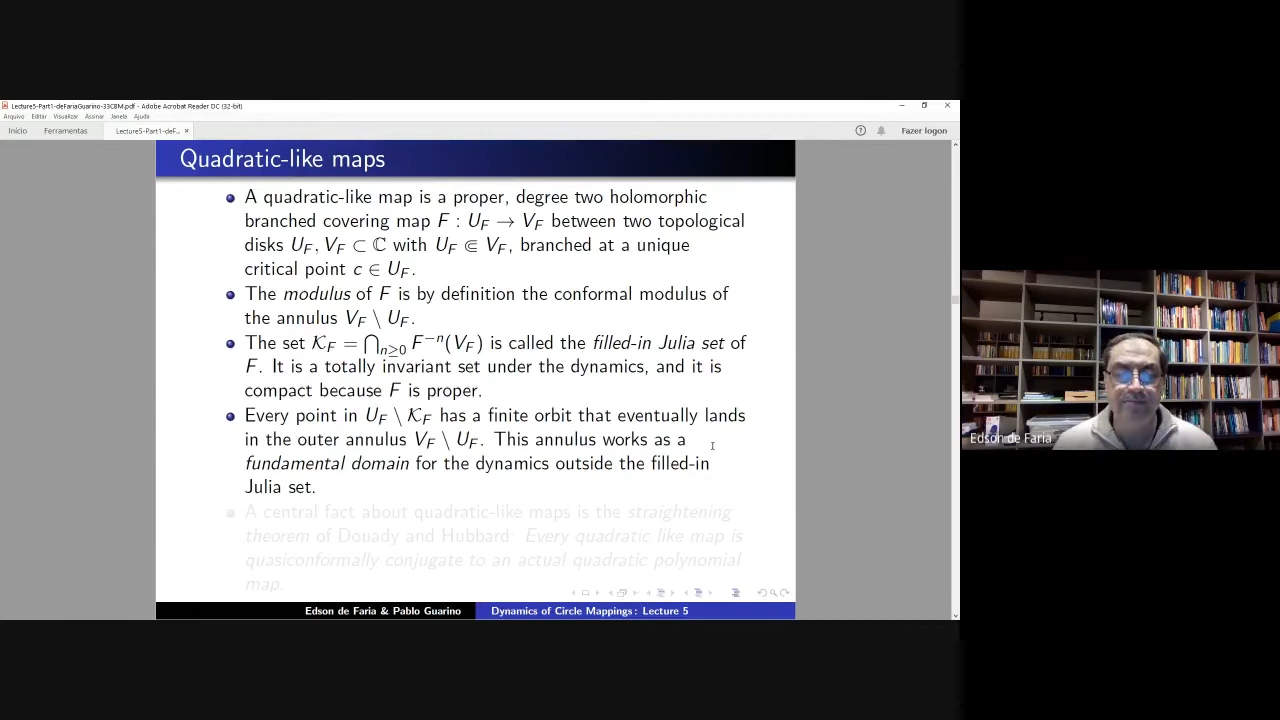 Lecture5-Part1-deFariaGuarino-33CBM.pdf - Adobe Acrobat Reader DC (32-bit)
Arquivo Editar Visualizar Assinar Janela Ajuda
Início Ferramentas Lecture5-Part1-deF... × Fazer logon
Quadratic-like maps
A quadratic-like map is a proper, degree two holomorphic
branched covering map F : U_F → V_F between two topological
disks U_F, V_F ⊂ ℂ with U_F ⋐ V_F, branched at a unique
critical point c ∈ U_F.
The modulus of F is by definition the conformal modulus of
the annulus V_F \ U_F.
The set K_F = ⋂_{n≥0} F^{-n}(V_F) is called the filled-in Julia set of
F. It is a totally invariant set under the dynamics, and it is
compact because F is proper.
Every point in U_F \ K_F has a finite orbit that eventually lands
in the outer annulus V_F \ U_F. This annulus works as a
fundamental domain for the dynamics outside the filled-in
Julia set.
A central fact about quadratic-like maps is the straightening
theorem of Douady and Hubbard: Every quadratic like map is
quasiconformally conjugate to an actual quadratic polynomial
map.
Edson de Faria & Pablo Guarino Dynamics of Circle Mappings: Lecture 5
Edson de Faria